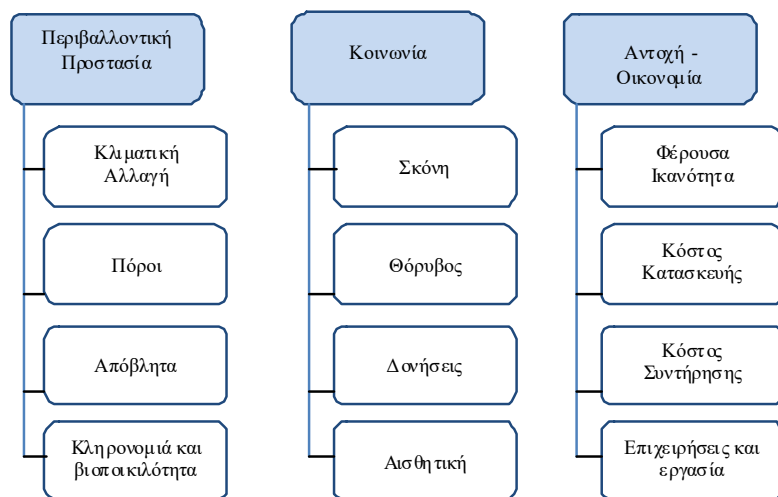 Περιβαλλοντική
Προστασία
Κλιματική
Αλλαγή
Πόροι
Απόβλητα
Κληρονομιά και
βιοποικιλότητα
Κοινωνία
Σκόνη
Θόρυβος
Δονήσεις
Αισθητική
Αντοχή -
Οικονομία
Φέρουσα
Ικανότητα
Κόστος
Κατασκευής
Κόστος
Συντήρησης
Επιχειρήσεις και
εργασία